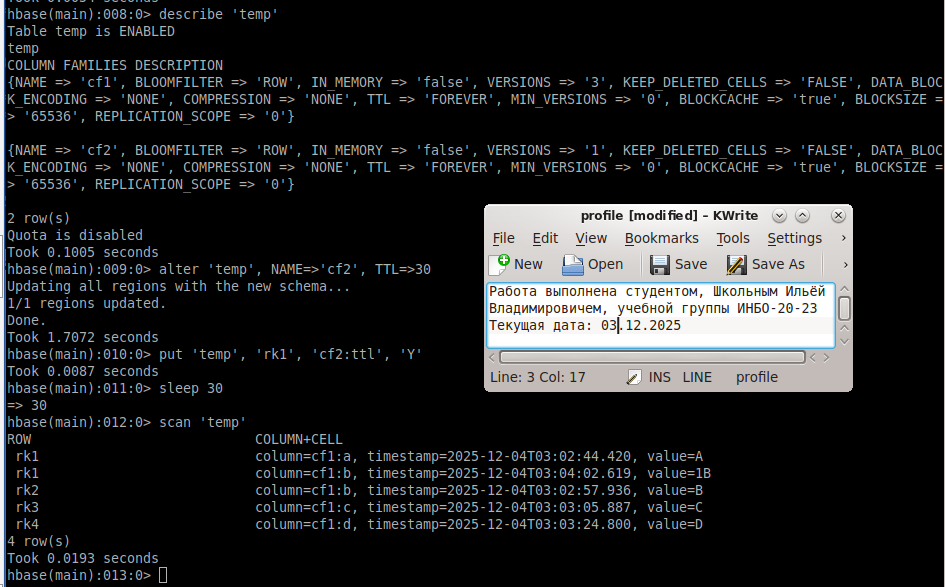 hbase(main):008:0> describe 'temp'
Table temp is ENABLED
temp
COLUMN FAMILIES DESCRIPTION
{NAME => 'cf1', BLOOMFILTER => 'ROW', IN_MEMORY => 'false', VERSIONS => '3', KEEP_DELETED_CELLS => 'FALSE', DATA_BLOC
K_ENCODING => 'NONE', COMPRESSION => 'NONE', TTL => 'FOREVER', MIN_VERSIONS => '0', BLOCKCACHE => 'true', BLOCKSIZE =
> '65536', REPLICATION_SCOPE => '0'}
{NAME => 'cf2', BLOOMFILTER => 'ROW', IN_MEMORY => 'false', VERSIONS => '1', KEEP_DELETED_CELLS => 'FALSE', DATA_BLOC
K_ENCODING => 'NONE', COMPRESSION => 'NONE', TTL => 'FOREVER', MIN_VERSIONS => '0', BLOCKCACHE => 'true', BLOCKSIZE =
> '65536', REPLICATION_SCOPE => '0'}
2 row(s)
Quota is disabled
Took 0.1005 seconds
hbase(main):009:0> alter 'temp', NAME=>'cf2', TTL=>30
Updating all regions with the new schema...
1/1 regions updated.
Done.
Took 1.7072 seconds
hbase(main):010:0> put 'temp', 'rk1', 'cf2:ttl', 'Y'
Took 0.0087 seconds
hbase(main):011:0> sleep 30
=> 30
hbase(main):012:0> scan 'temp'
ROW COLUMN+CELL
rk1 column=cf1:a, timestamp=2025-12-04T03:02:44.420, value=A
rk1 column=cf1:b, timestamp=2025-12-04T03:04:02.619, value=1B
rk2 column=cf1:b, timestamp=2025-12-04T03:02:57.936, value=B
rk3 column=cf1:c, timestamp=2025-12-04T03:03:05.887, value=C
rk4 column=cf1:d, timestamp=2025-12-04T03:03:24.800, value=D
4 row(s)
Took 0.0193 seconds
hbase(main):013:0>
profile [modified] – KWrite
File Edit View Bookmarks Tools Settings
New Open Save Save As
Работа выполнена студентом, Школьным Ильёй
Владимировичем, учебной группы ИНБО-20-23
Текущая дата: 03.12.2025
Line: 3 Col: 17 INS LINE profile